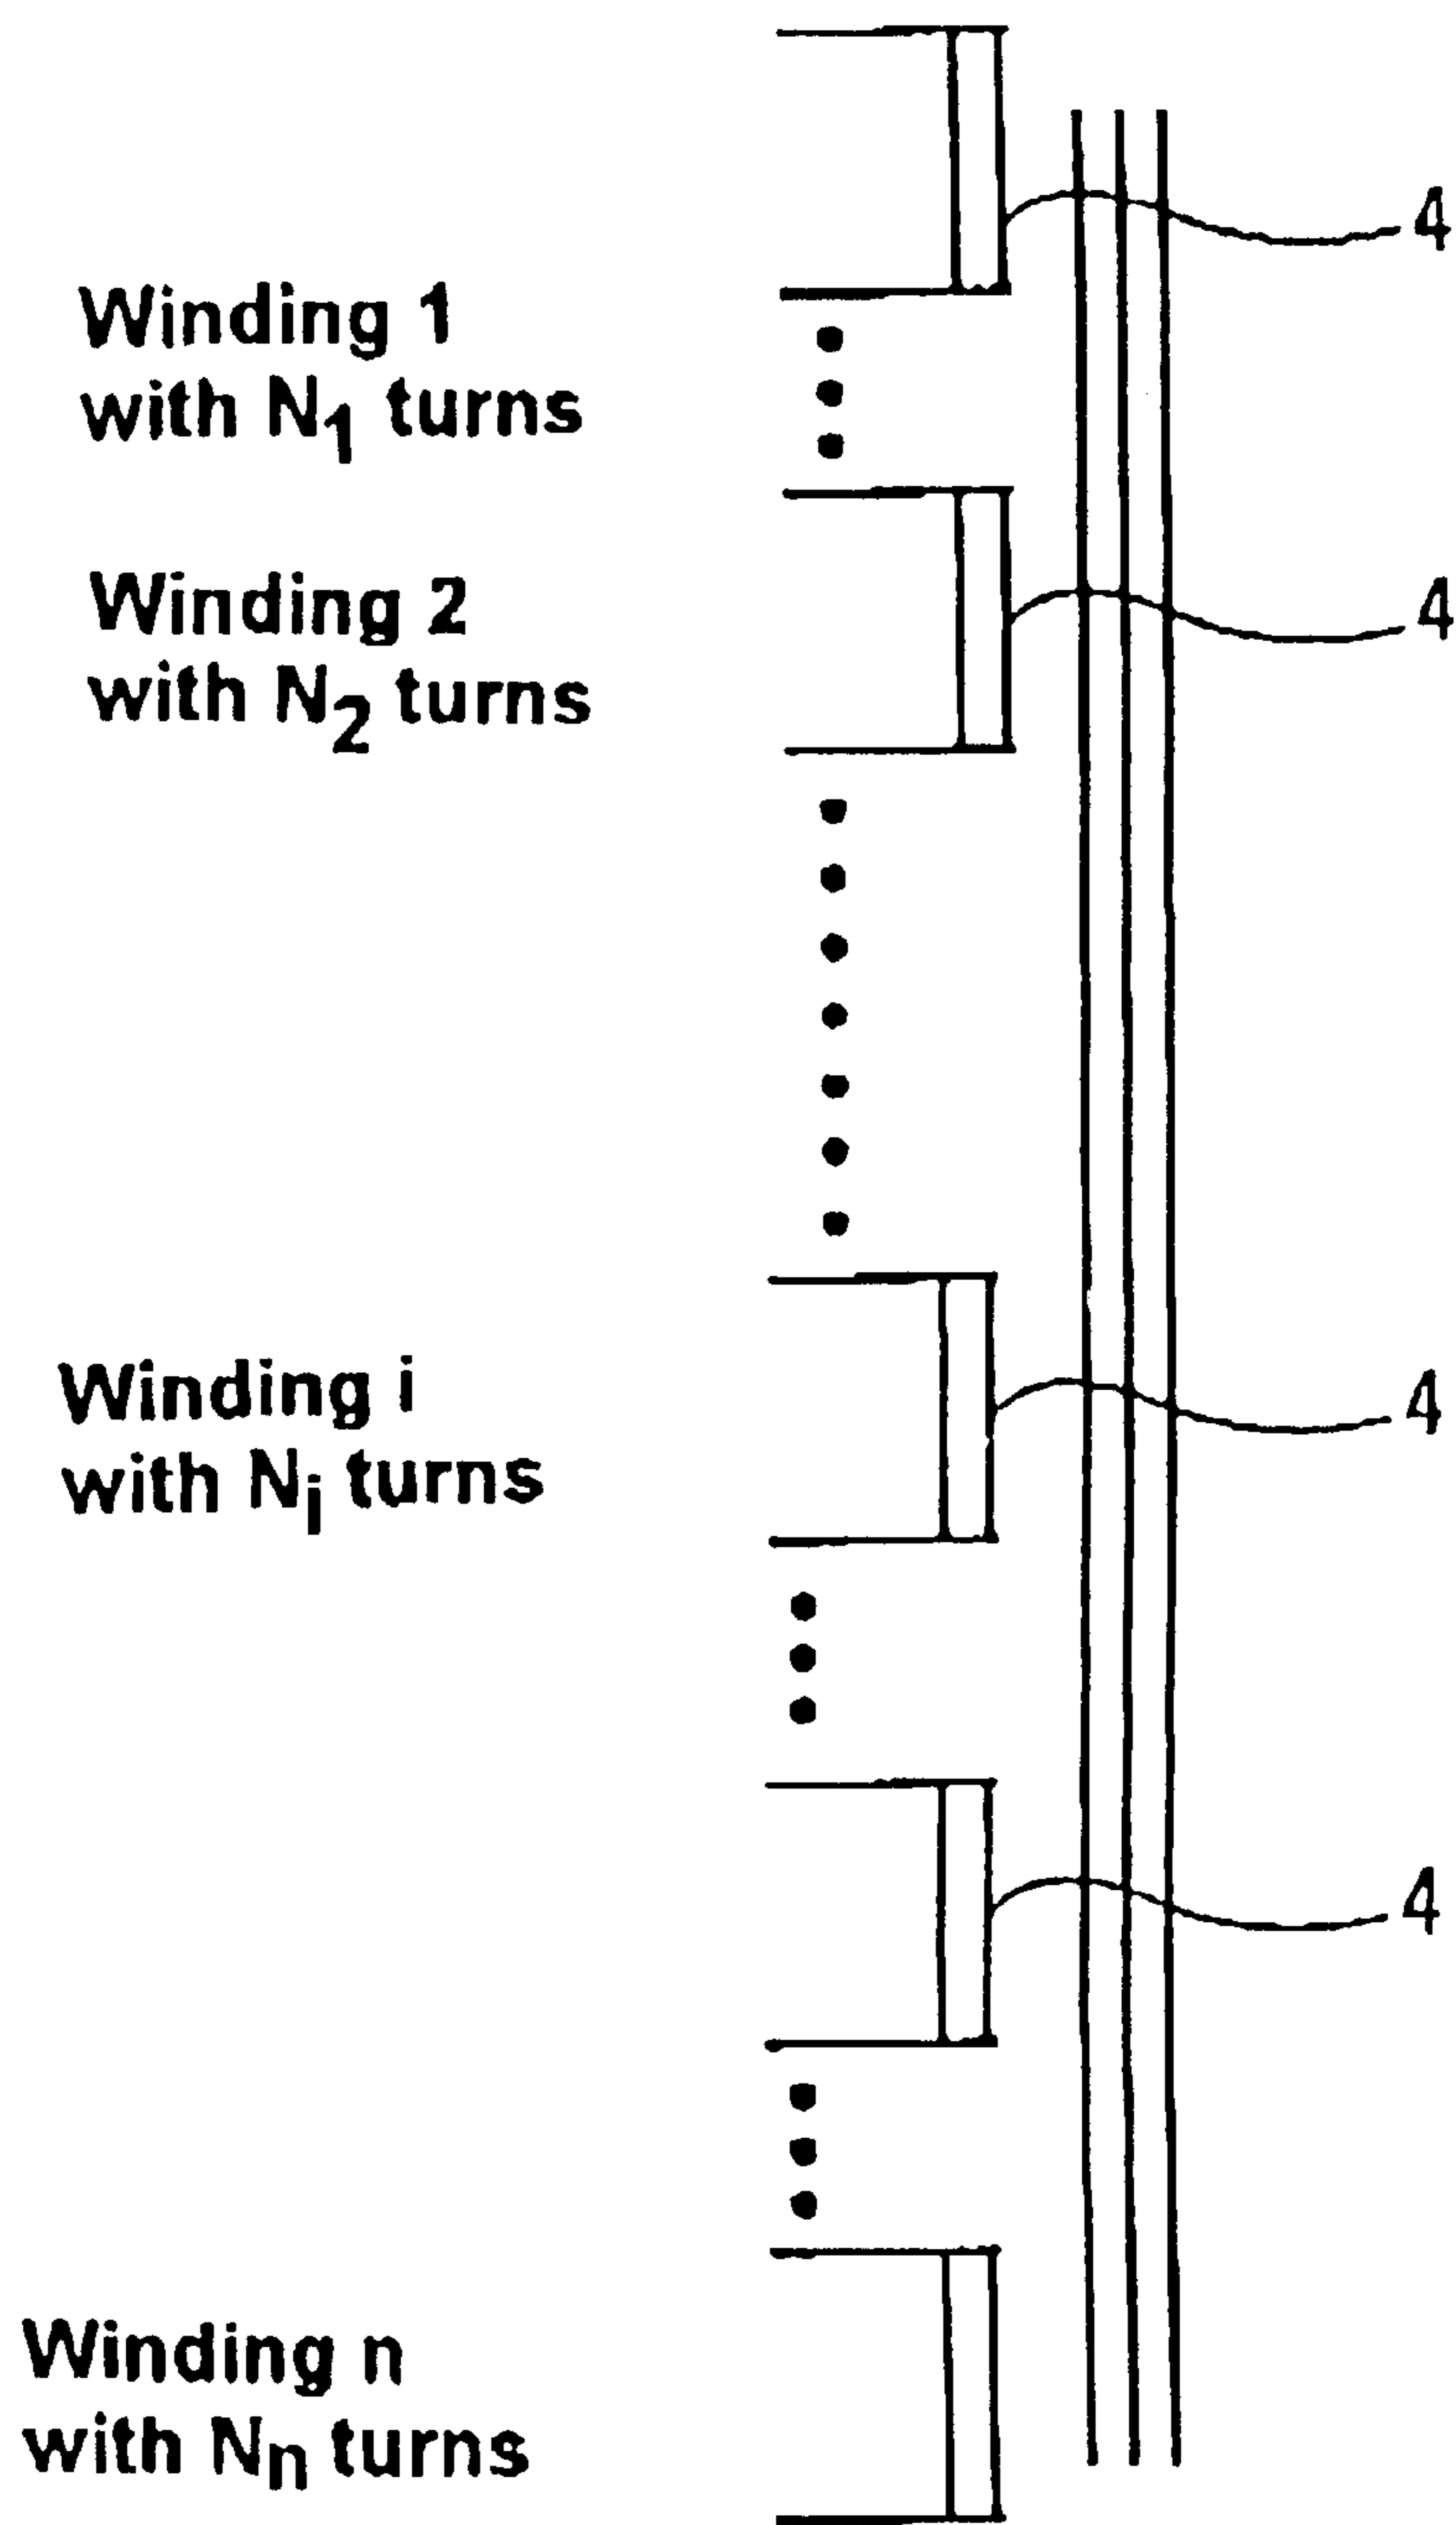 4
Winding 1
with N₁ turns
Winding 2
with N₂ turns
4
Winding i
with Nᵢ turns
4
4
Winding n
with Nₙ turns